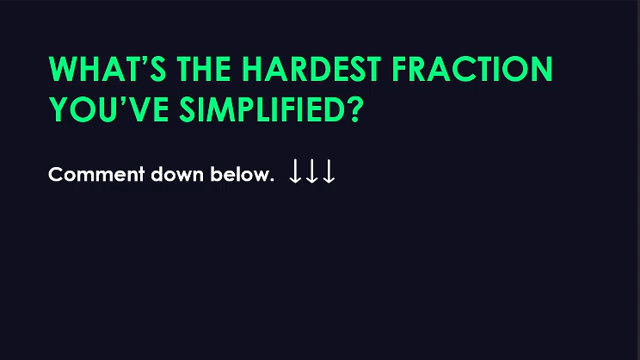 WHAT’S THE HARDEST FRACTION
YOU’VE SIMPLIFIED?
Comment down below. ↓↓↓